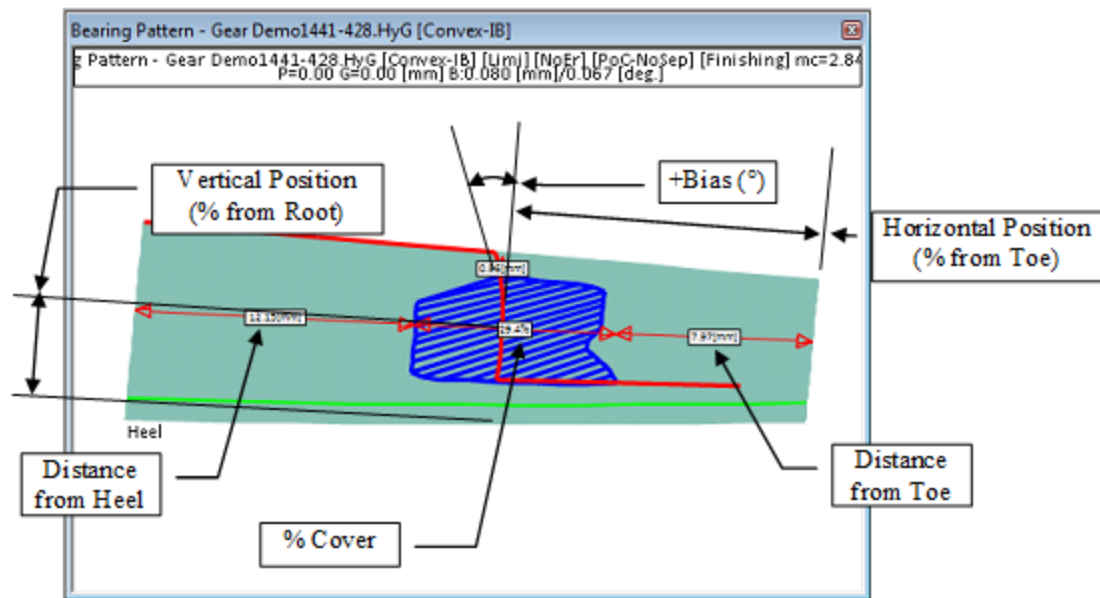 Bearing Pattern - Gear Demo1441-428.HyG [Convex-IB]
g Pattern - Gear Demo1441-428.HyG [Convex-IB] [Limi] [NoEr] [PoC-NoSep] [Finishing] mc=2.84
P=0.00 G=0.00 [mm] B:0.080 [mm]/0.067 [deg.]
Vertical Position
(% from Root)
+Bias (°)
Horizontal Position
(% from Toe)
7.97[mm]
Heel
Distance
from Heel
% Cover
Distance
from Toe